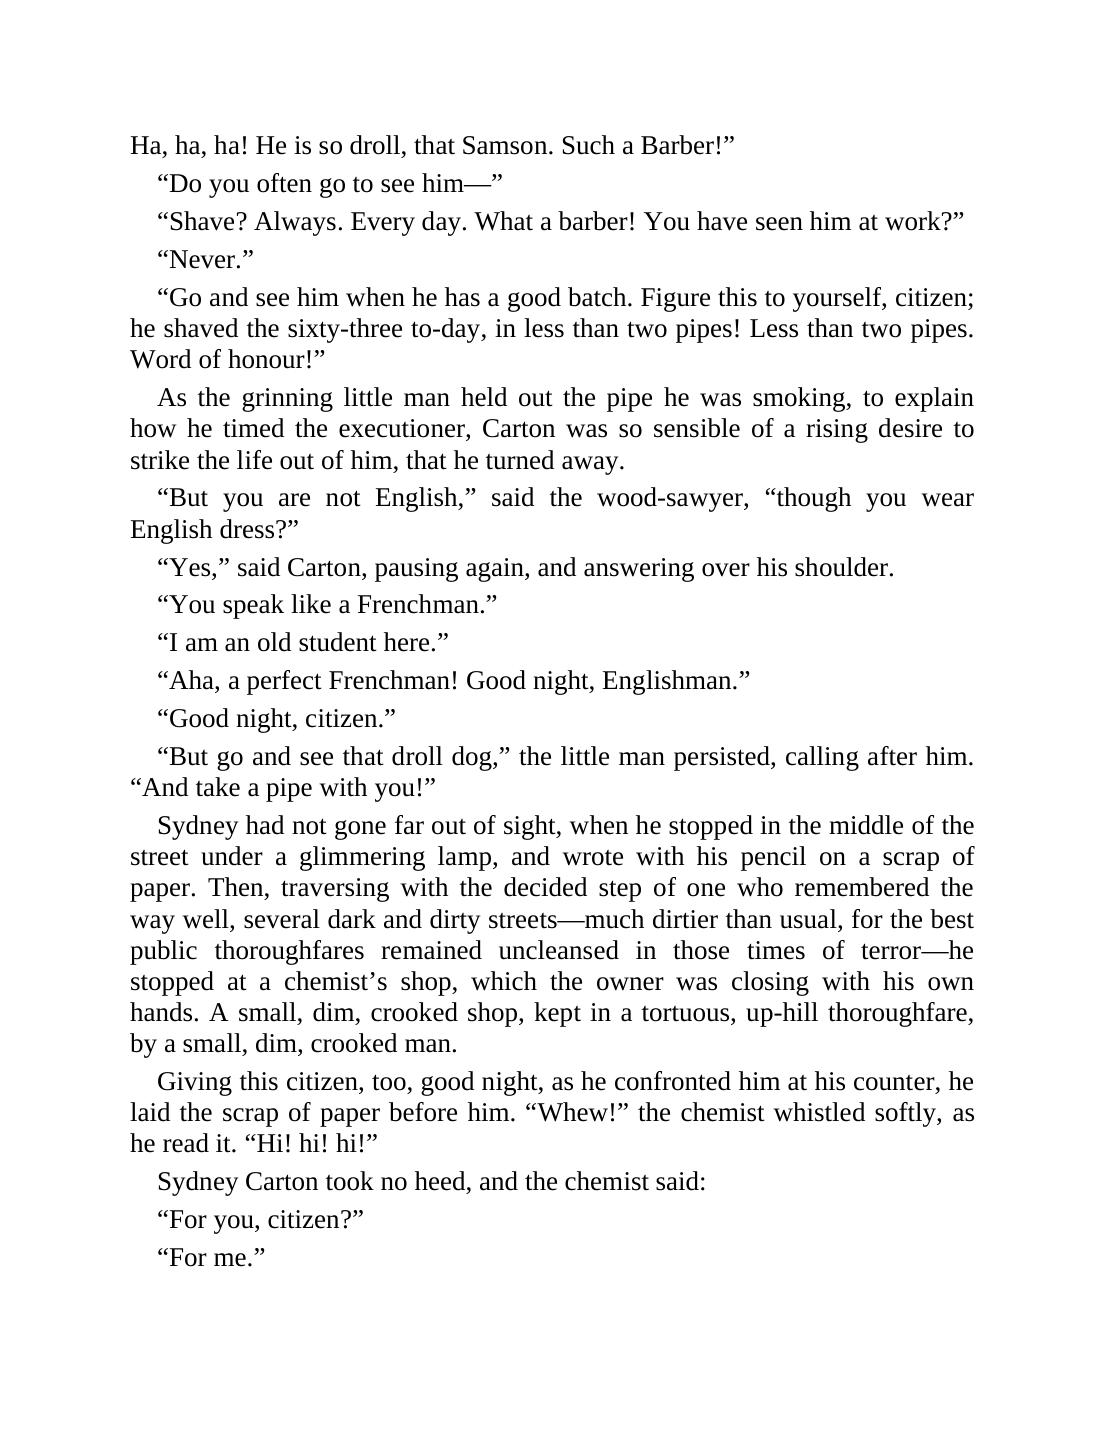 Ha, ha, ha! He is so droll, that Samson. Such a Barber!”
“Do you often go to see him—”
“Shave? Always. Every day. What a barber! You have seen him at work?”
“Never.”
“Go and see him when he has a good batch. Figure this to yourself, citizen;
he shaved the sixty-three to-day, in less than two pipes! Less than two pipes.
Word of honour!”
As the grinning little man held out the pipe he was smoking, to explain
how he timed the executioner, Carton was so sensible of a rising desire to
strike the life out of him, that he turned away.
“But you are not English,” said the wood-sawyer, “though you wear
English dress?”
“Yes,” said Carton, pausing again, and answering over his shoulder.
“You speak like a Frenchman.”
“I am an old student here.”
“Aha, a perfect Frenchman! Good night, Englishman.”
“Good night, citizen.”
“But go and see that droll dog,” the little man persisted, calling after him.
“And take a pipe with you!”
Sydney had not gone far out of sight, when he stopped in the middle of the
street under a glimmering lamp, and wrote with his pencil on a scrap of
paper. Then, traversing with the decided step of one who remembered the
way well, several dark and dirty streets—much dirtier than usual, for the best
public thoroughfares remained uncleansed in those times of terror—he
stopped at a chemist’s shop, which the owner was closing with his own
hands. A small, dim, crooked shop, kept in a tortuous, up-hill thoroughfare,
by a small, dim, crooked man.
Giving this citizen, too, good night, as he confronted him at his counter, he
laid the scrap of paper before him. “Whew!” the chemist whistled softly, as
he read it. “Hi! hi! hi!”
Sydney Carton took no heed, and the chemist said:
“For you, citizen?”
“For me.”